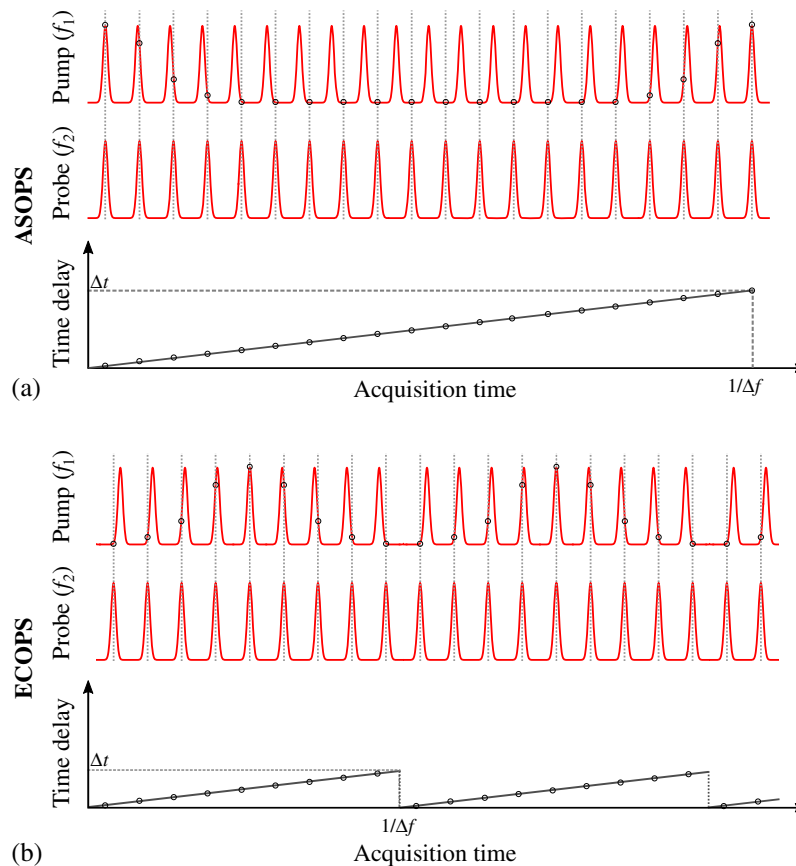 Pump (f₁)
Probe (f₂)
ASOPS
Time delay
Δt
1/Δf
(a)
Acquisition time
Pump (f₁)
Probe (f₂)
ECOPS
Time delay
Δt
1/Δf
(b)
Acquisition time